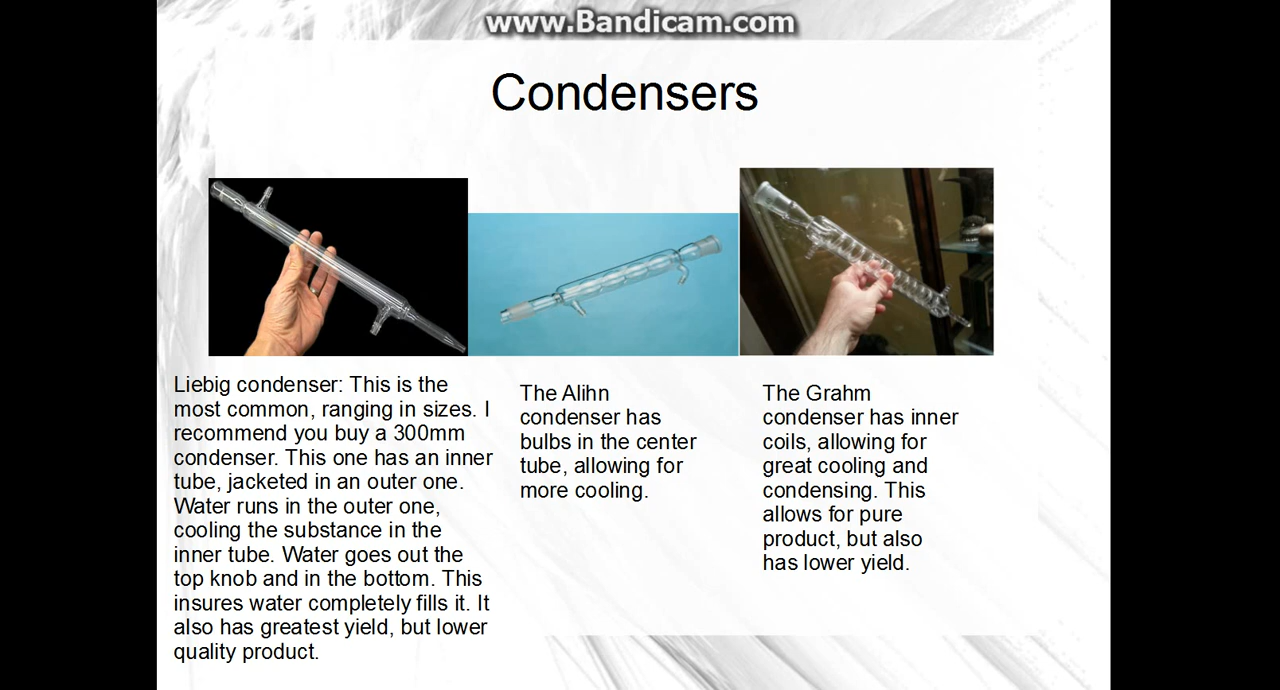 www.Bandicam.com
Condensers
Liebig condenser: This is the
most common, ranging in sizes. I
recommend you buy a 300mm
condenser. This one has an inner
tube, jacketed in an outer one.
Water runs in the outer one,
cooling the substance in the
inner tube. Water goes out the
top knob and in the bottom. This
insures water completely fills it. It
also has greatest yield, but lower
quality product.
The Alihn
condenser has
bulbs in the center
tube, allowing for
more cooling.
The Grahm
condenser has inner
coils, allowing for
great cooling and
condensing. This
allows for pure
product, but also
has lower yield.